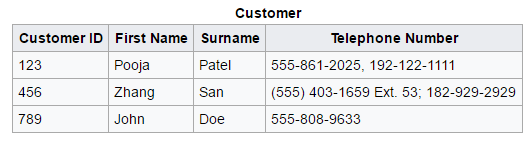 Customer
Customer ID First Name Surname Telephone Number
123 Pooja Patel 555-861-2025, 192-122-1111
456 Zhang San (555) 403-1659 Ext. 53; 182-929-2929
789 John Doe 555-808-9633